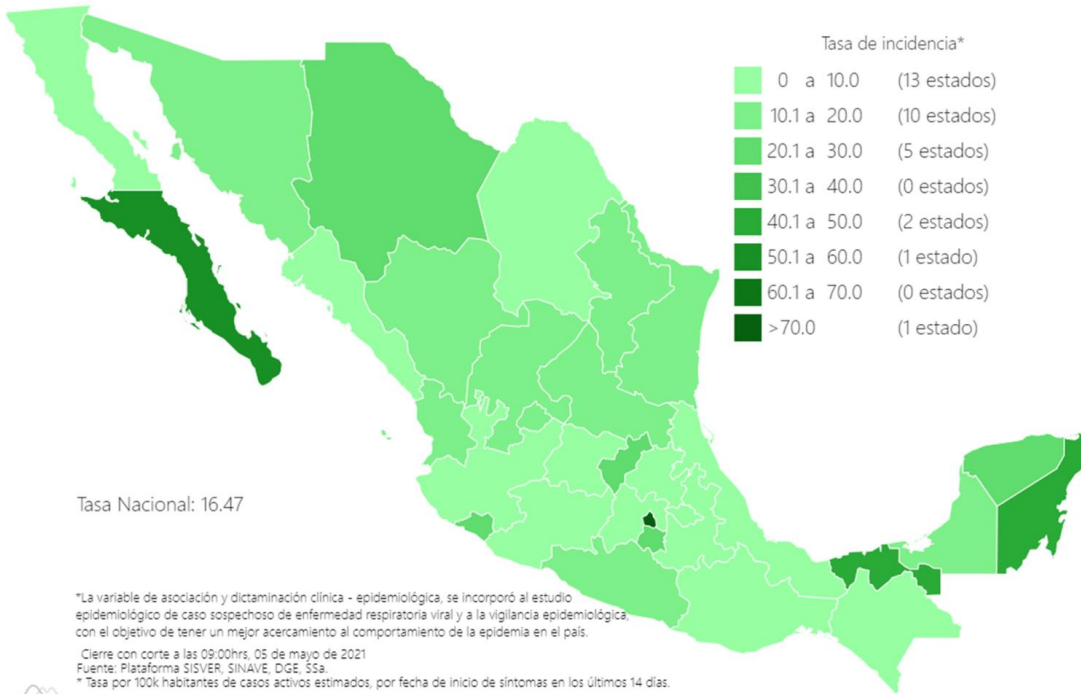 Tasa de incidencia*
0 a 10.0 (13 estados)
10.1 a 20.0 (10 estados)
20.1 a 30.0 (5 estados)
30.1 a 40.0 (0 estados)
40.1 a 50.0 (2 estados)
50.1 a 60.0 (1 estado)
60.1 a 70.0 (0 estados)
>70.0 (1 estado)
Tasa Nacional: 16.47
*La variable de asociación y dictaminación clínica - epidemiológica, se incorporó al estudio
epidemiológico de caso sospechoso de enfermedad respiratoria viral y a la vigilancia epidemiológica,
con el objetivo de tener un mejor acercamiento al comportamiento de la epidemia en el país.
Cierre con corte a las 09:00hrs, 05 de mayo de 2021
Fuente: Plataforma SISVER, SINAVE, DGE, SSa.
* Tasa por 100k habitantes de casos activos estimados, por fecha de inicio de síntomas en los últimos 14 días.